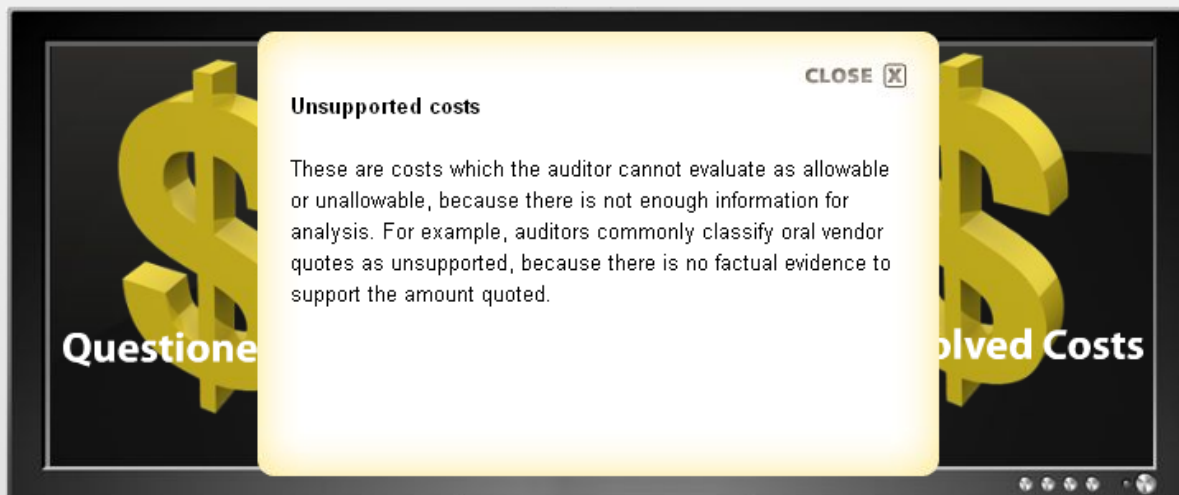 CLOSE X
Unsupported costs
These are costs which the auditor cannot evaluate as allowable
or unallowable, because there is not enough information for
analysis. For example, auditors commonly classify oral vendor
quotes as unsupported, because there is no factual evidence to
support the amount quoted.
Questione
olved Costs